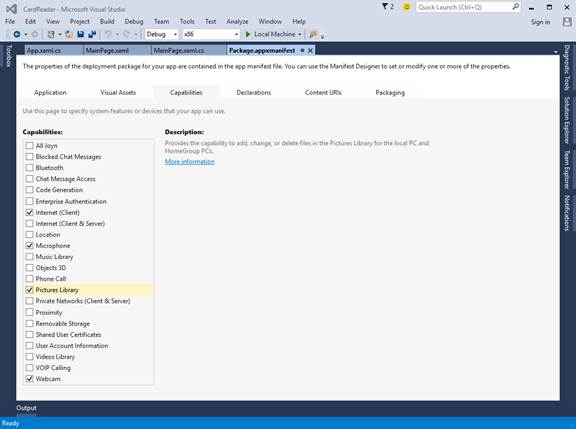 CardReader - Microsoft Visual Studio
2
Quick Launch (Ctrl+Q)
File Edit View Project Build Debug Team Tools Test Analyze Window Help
Sign in
Debug x86 Local Machine
Toolbox
App.xaml.cs MainPage.xaml MainPage.xaml.cs Package.appxmanifest
The properties of the deployment package for your app are contained in the app manifest file. You can use the Manifest Designer to set or modify one or more of the properties.
Application Visual Assets Capabilities Declarations Content URIs Packaging
Use this page to specify system features or devices that your app can use.
Capabilities:
All Joyn
Blocked Chat Messages
Bluetooth
Chat Message Access
Code Generation
Enterprise Authentication
Internet (Client)
Internet (Client & Server)
Location
Microphone
Music Library
Objects 3D
Phone Call
Pictures Library
Private Networks (Client & Server)
Proximity
Removable Storage
Shared User Certificates
User Account Information
Videos Library
VOIP Calling
Webcam
Description:
Provides the capability to add, change, or delete files in the Pictures Library for the local PC and
HomeGroup PCs.
More information
Diagnostic Tools
Solution Explorer
Team Explorer
Notifications
Output
Ready